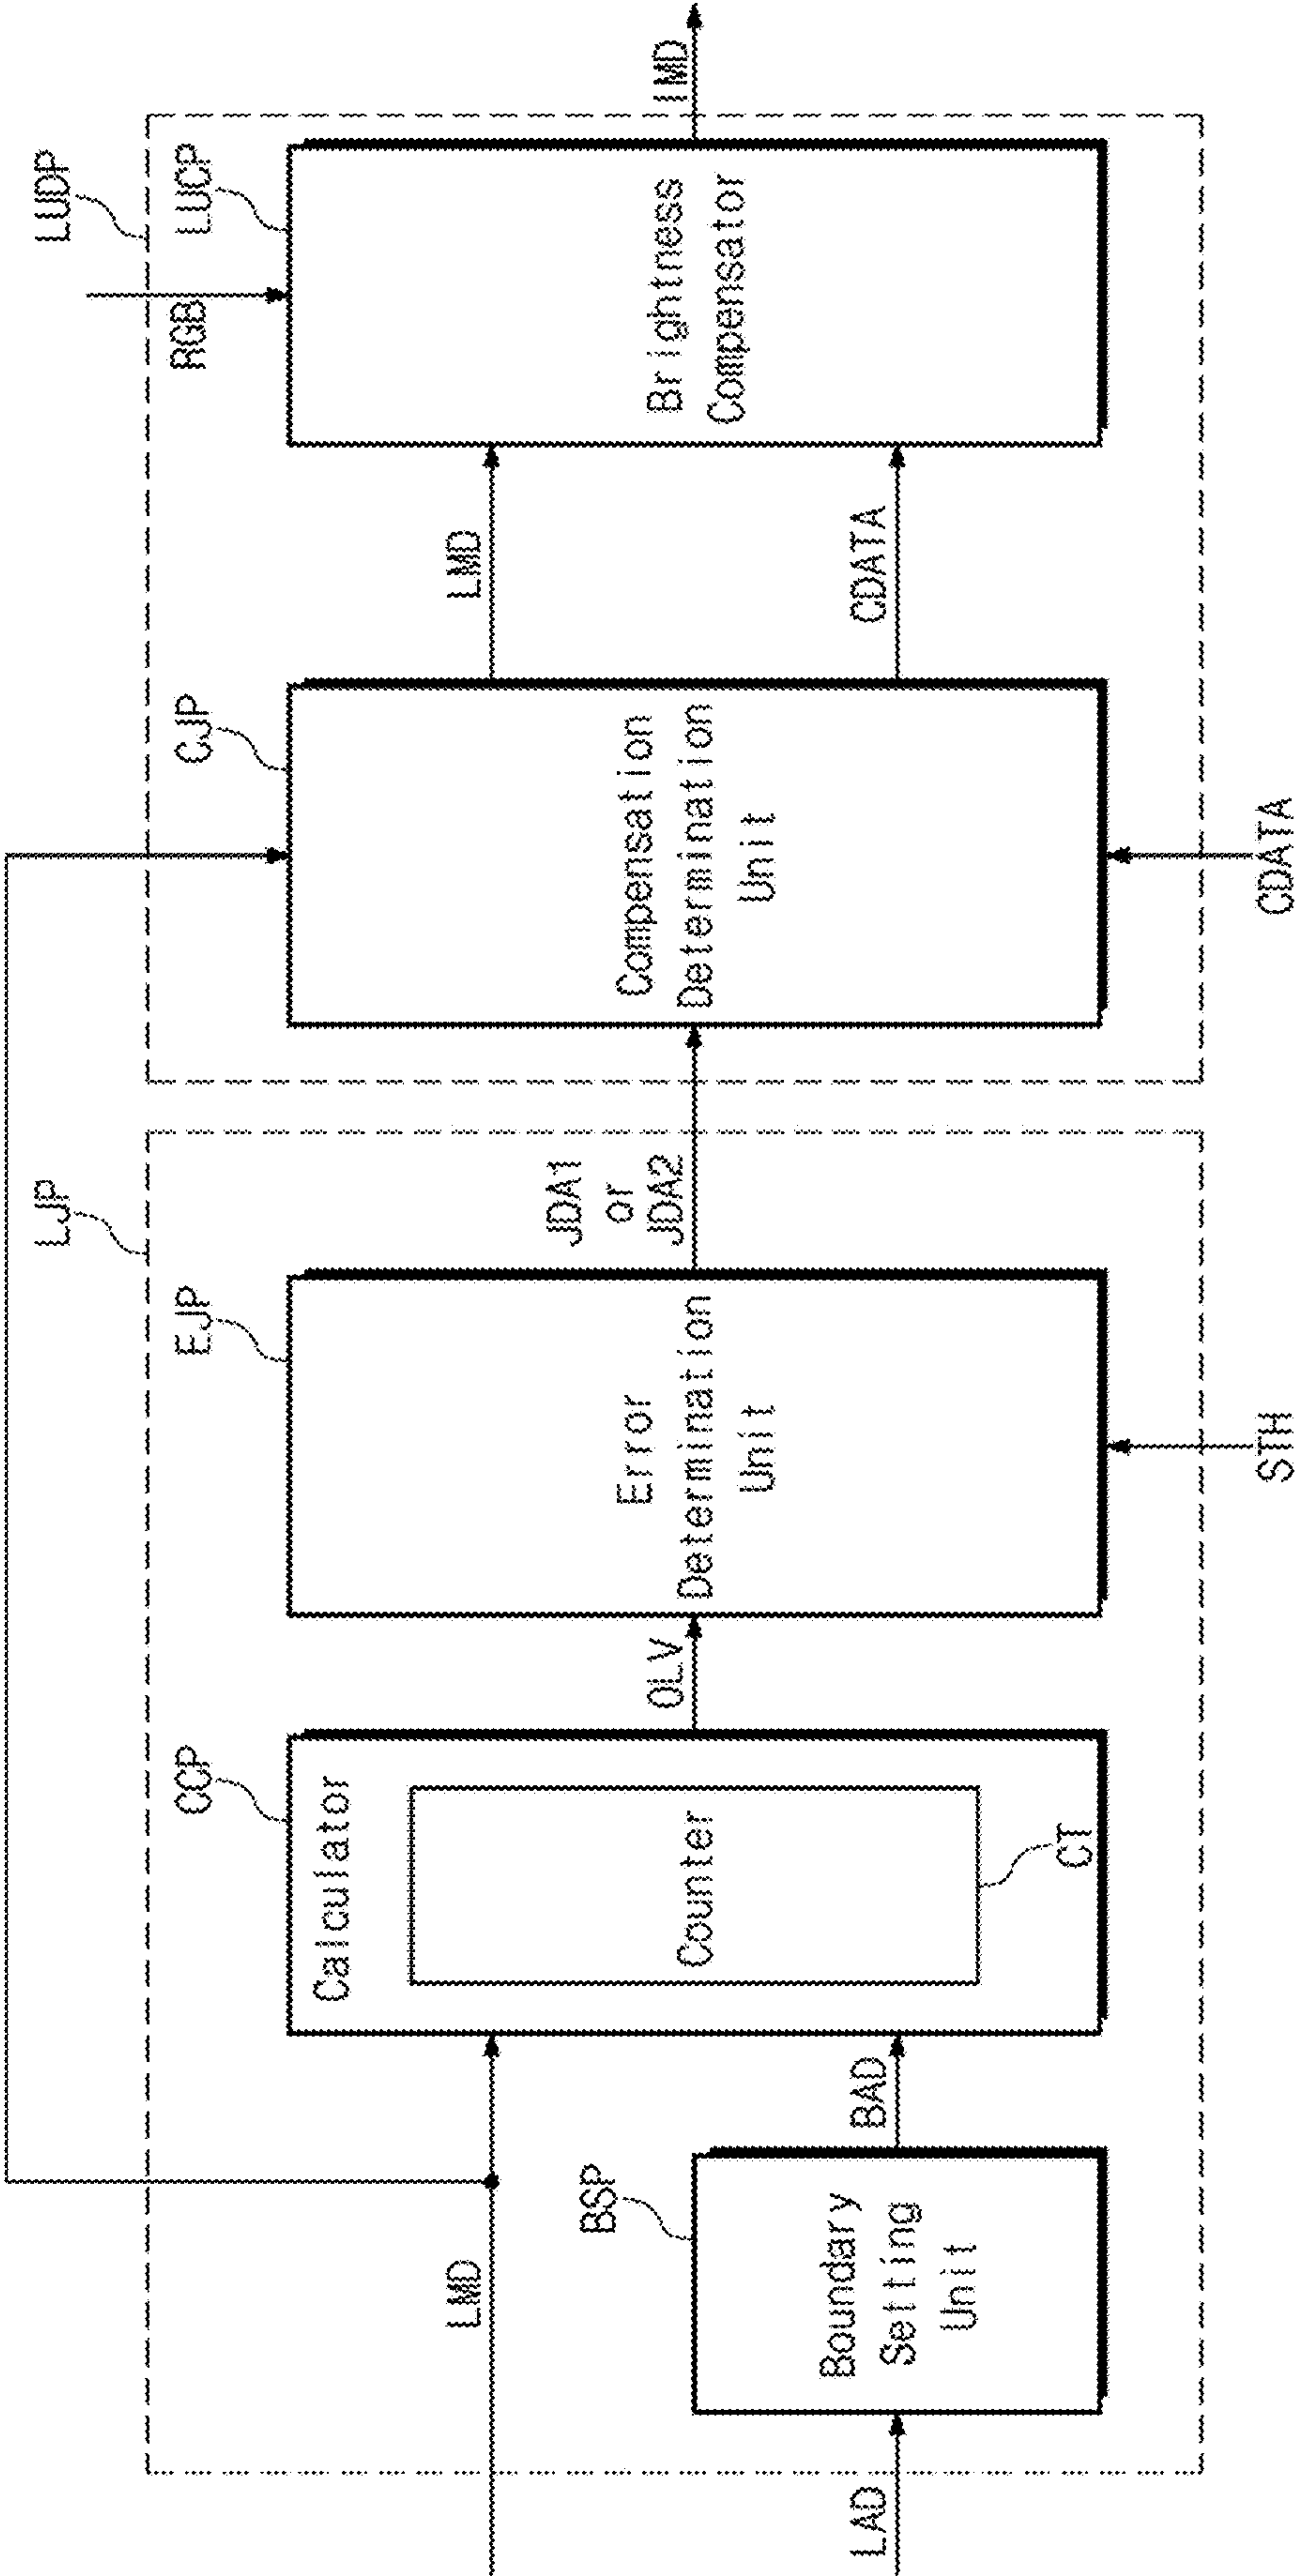 LUDP
LJP
RGB
LUCP
CJP
EJP
CCP
Calculator
Counter
CT
LMD
BSP
Boundary
Setting
Unit
LAD
BAD
OLV
Error
Determination
Unit
STH
JDA1
or
JDA2
Compensation
Determination
Unit
CDATA
LMD
CDATA
Brightness
Compensator
IMD